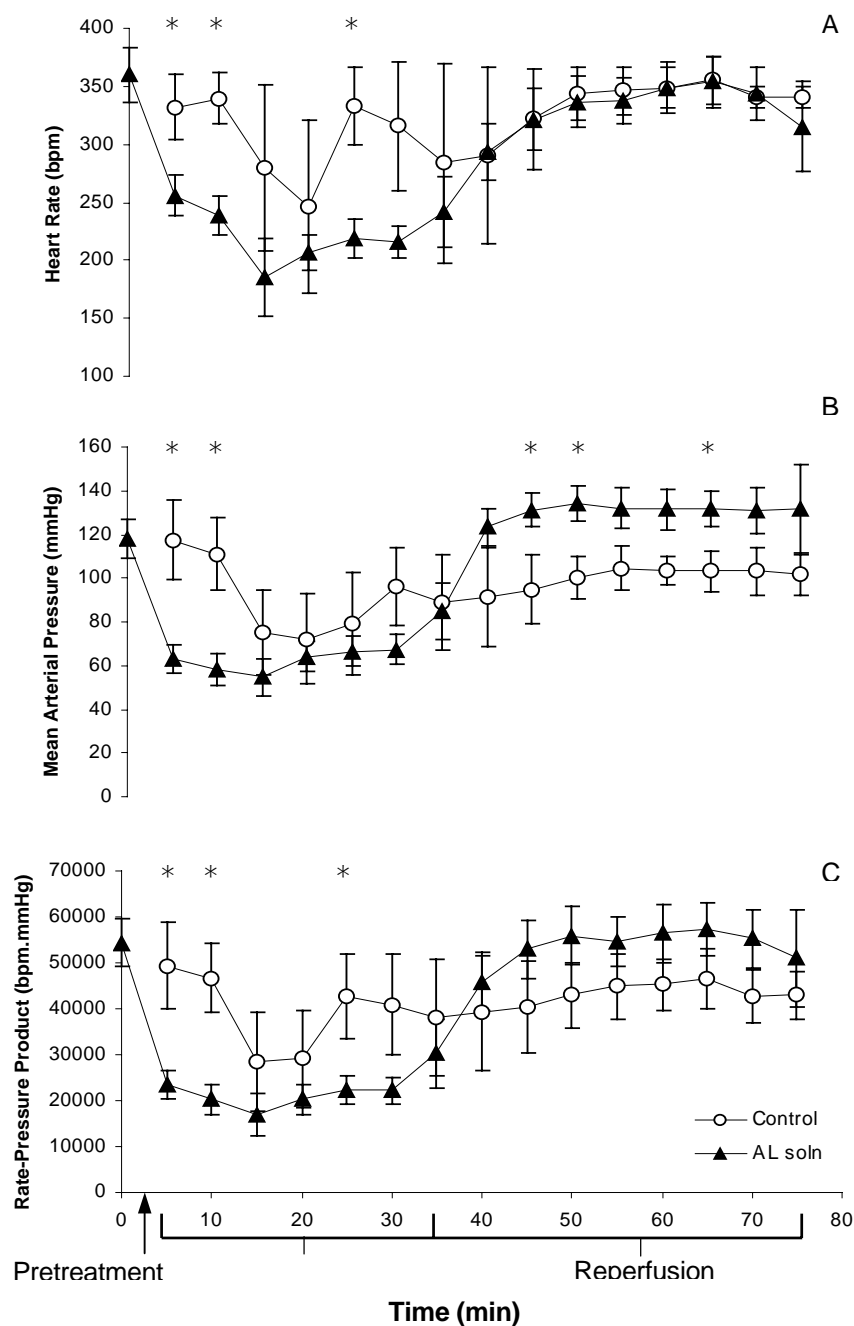 * * *
A
400
350
300
250
200
150
100
Heart Rate (bpm)
B
* * * * *
160
140
120
100
80
60
40
20
0
Mean Arterial Pressure (mmHg)
C
* * *
70000
60000
50000
40000
30000
20000
10000
0
Rate-Pressure Product (bpm.mmHg)
Control
AL soln
0 10 20 30 40 50 60 70 80
Pretreatment
Reperfusion
Time (min)